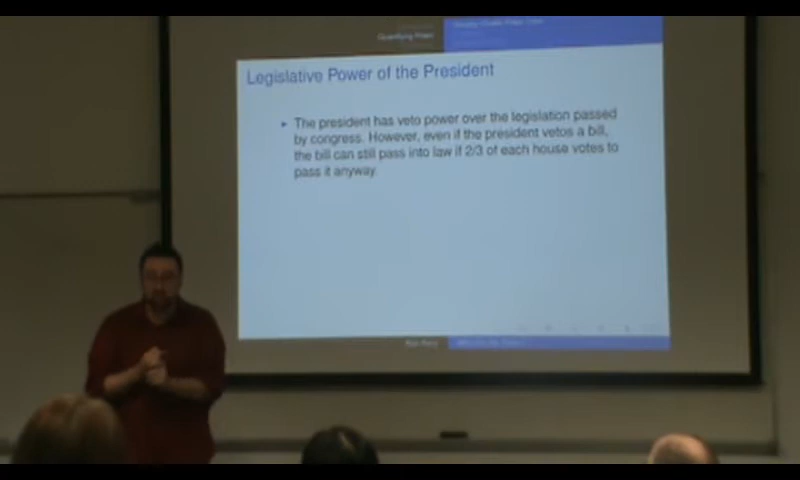 Quantifying Power
Legislative Power of the President
The president has veto power over the legislation passed
by congress. However, even if the president vetos a bill,
the bill can still pass into law if 2/3 of each house votes to
pass it anyway.